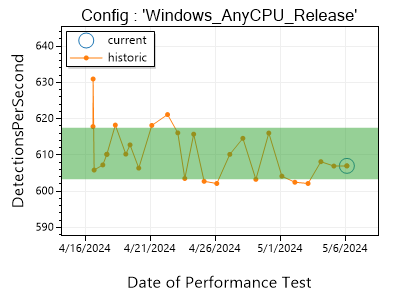 Config : 'Windows_AnyCPU_Release'
current
historic
DetectionsPerSecond
640
630
620
610
600
590
4/16/2024 4/21/2024 4/26/2024 5/1/2024 5/6/2024
Date of Performance Test